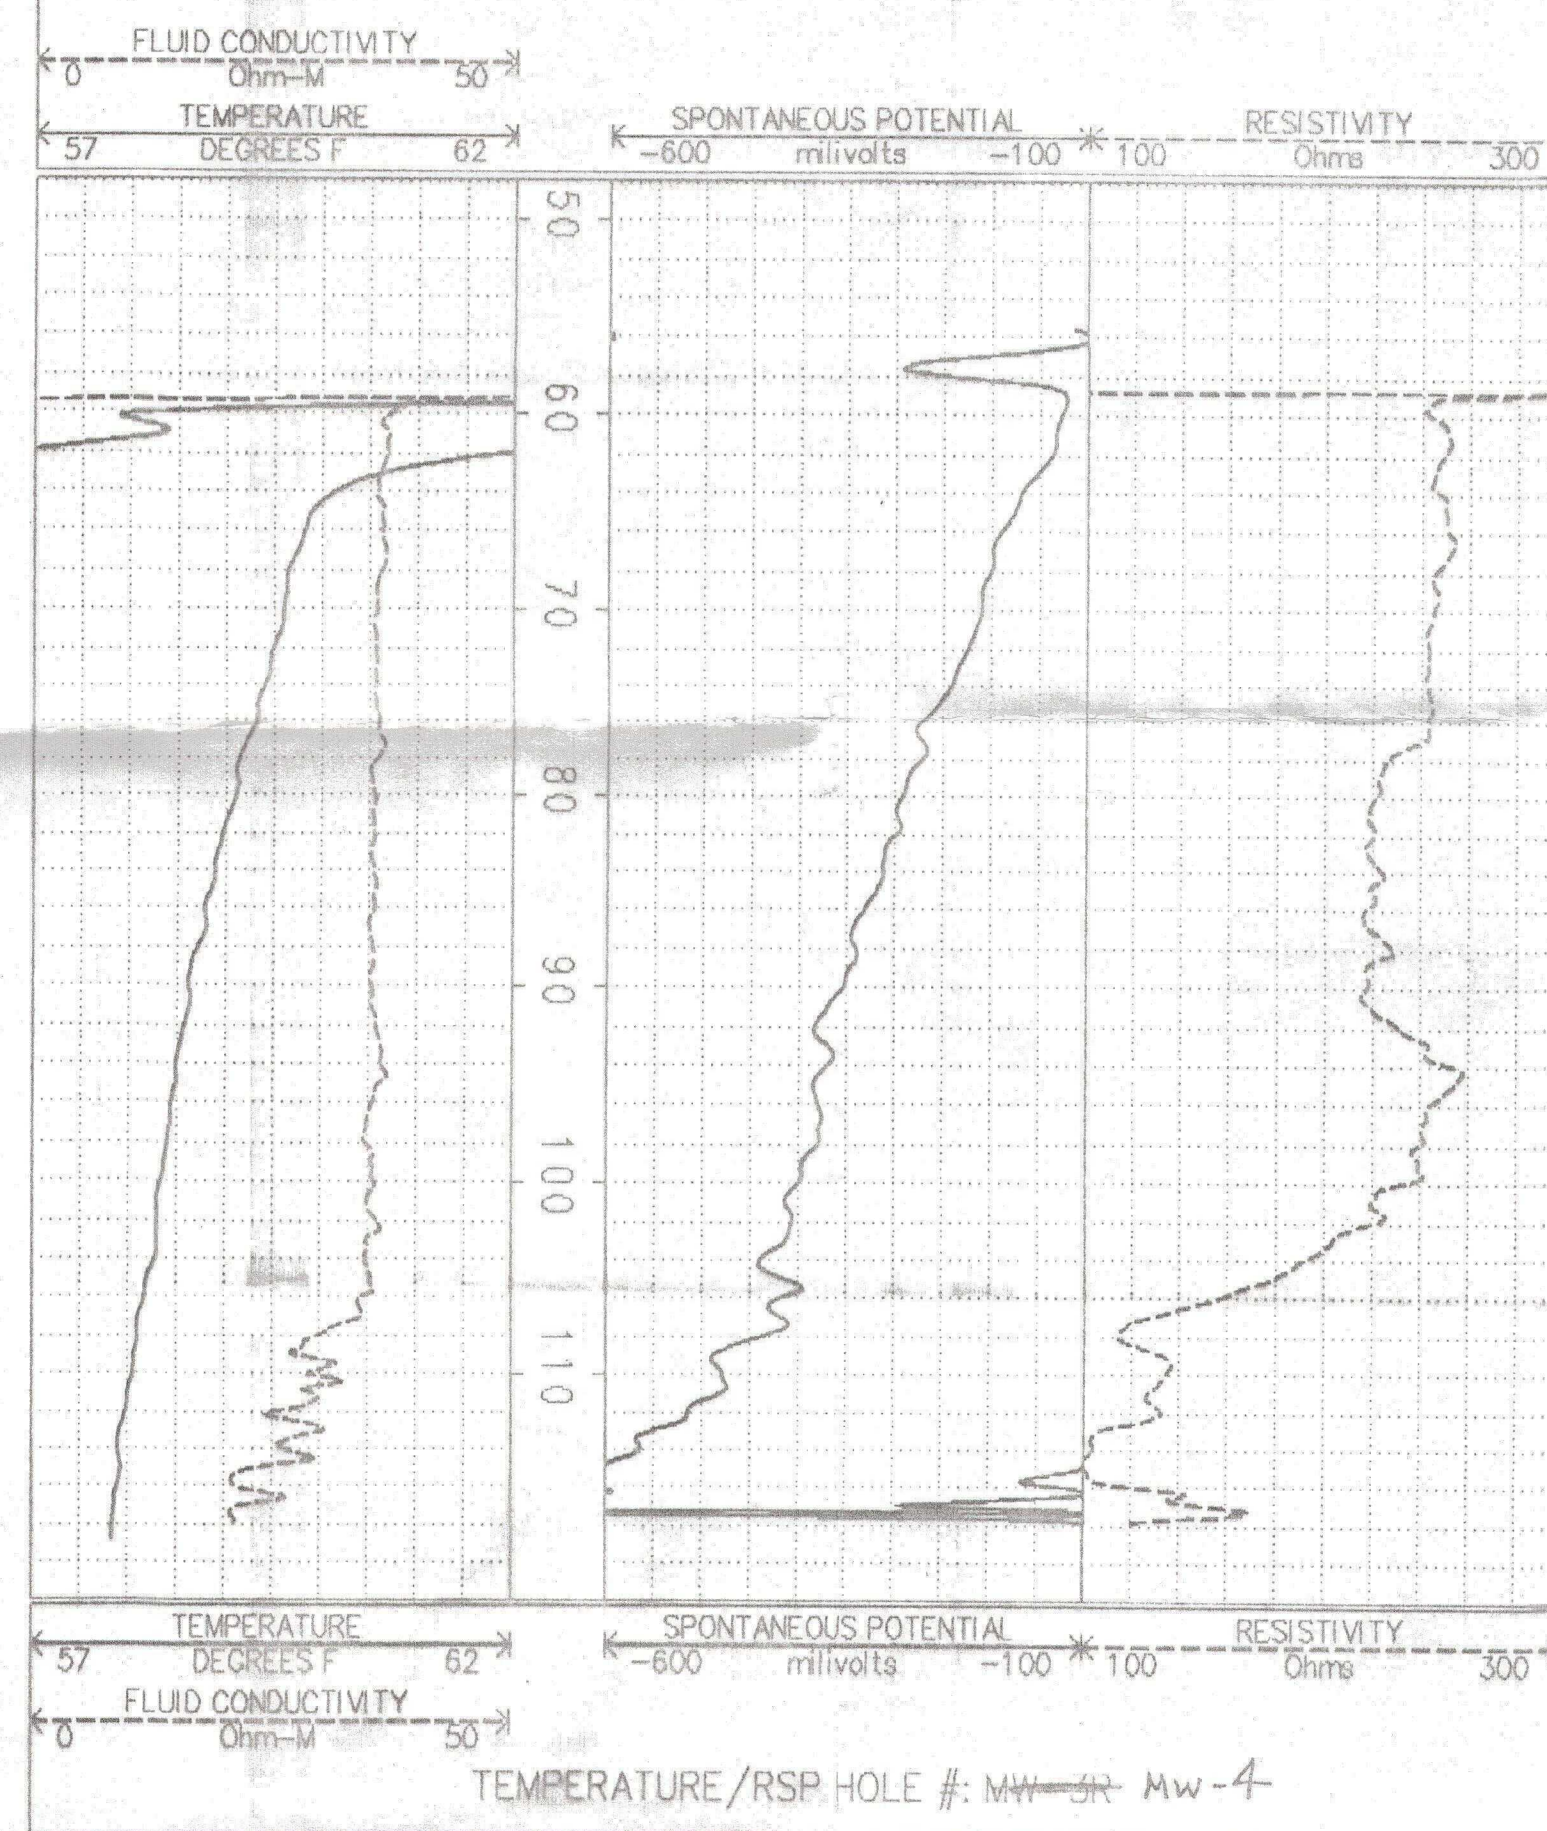 FLUID CONDUCTIVITY
0 Ohm-M 50
TEMPERATURE SPONTANEOUS POTENTIAL RESISTIVITY
57 DEGREES F 62 -600 milivolts -100 100 Ohms 300
50
60
70
80
90
100
110
TEMPERATURE SPONTANEOUS POTENTIAL RESISTIVITY
57 DEGREES F 62 -600 milivolts -100 100 Ohms 300
FLUID CONDUCTIVITY
0 Ohm-M 50
TEMPERATURE/RSP HOLE #: MW-4